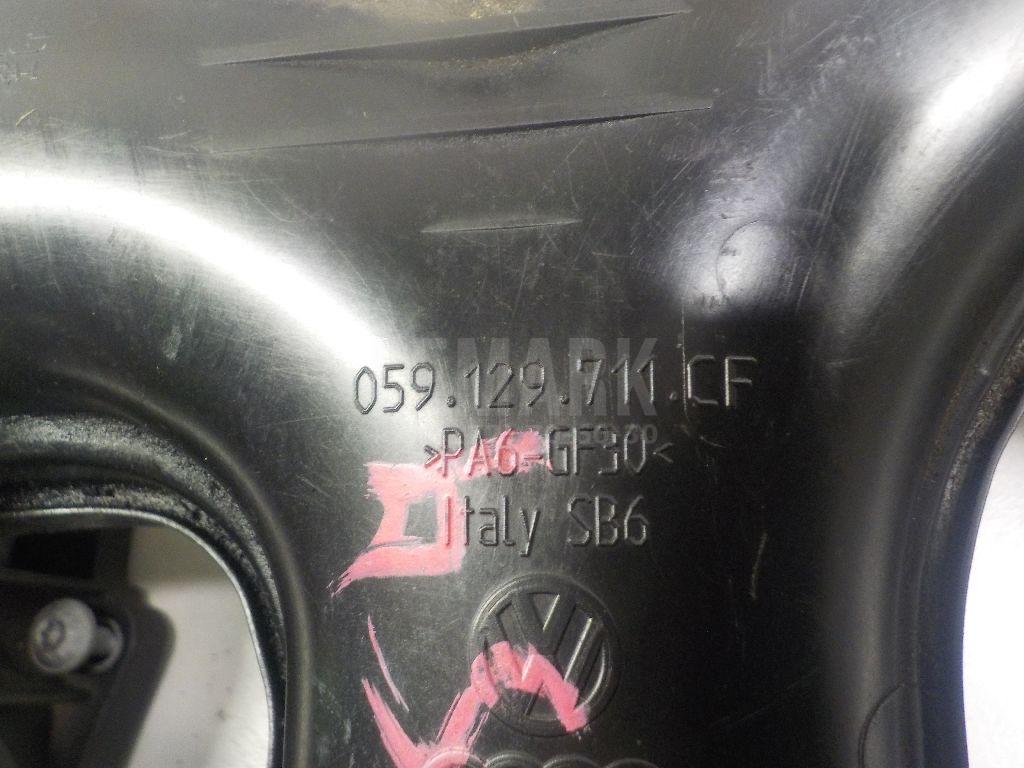 059.129.711.CF
>PA6-GF30<
Italy SB6